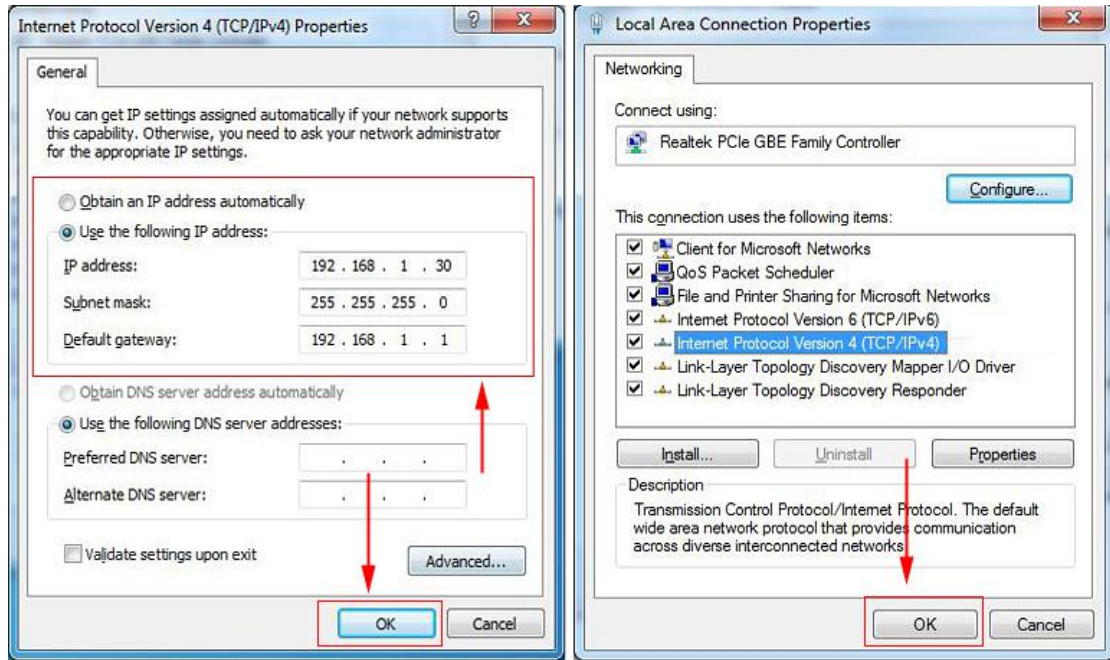 Internet Protocol Version 4 (TCP/IPv4) Properties
General
You can get IP settings assigned automatically if your network supports
this capability. Otherwise, you need to ask your network administrator
for the appropriate IP settings.
Obtain an IP address automatically
Use the following IP address:
IP address: 192 . 168 . 1 . 30
Subnet mask: 255 . 255 . 255 . 0
Default gateway: 192 . 168 . 1 . 1
Obtain DNS server address automatically
Use the following DNS server addresses:
Preferred DNS server: . . .
Alternate DNS server: . . .
Validate settings upon exit
Advanced...
OK Cancel
Local Area Connection Properties
Networking
Connect using:
Realtek PCIe GBE Family Controller
Configure...
This connection uses the following items:
Client for Microsoft Networks
QoS Packet Scheduler
File and Printer Sharing for Microsoft Networks
Internet Protocol Version 6 (TCP/IPv6)
Internet Protocol Version 4 (TCP/IPv4)
Link-Layer Topology Discovery Mapper I/O Driver
Link-Layer Topology Discovery Responder
Install... Uninstall Properties
Description
Transmission Control Protocol/Internet Protocol. The default
wide area network protocol that provides communication
across diverse interconnected networks.
OK Cancel